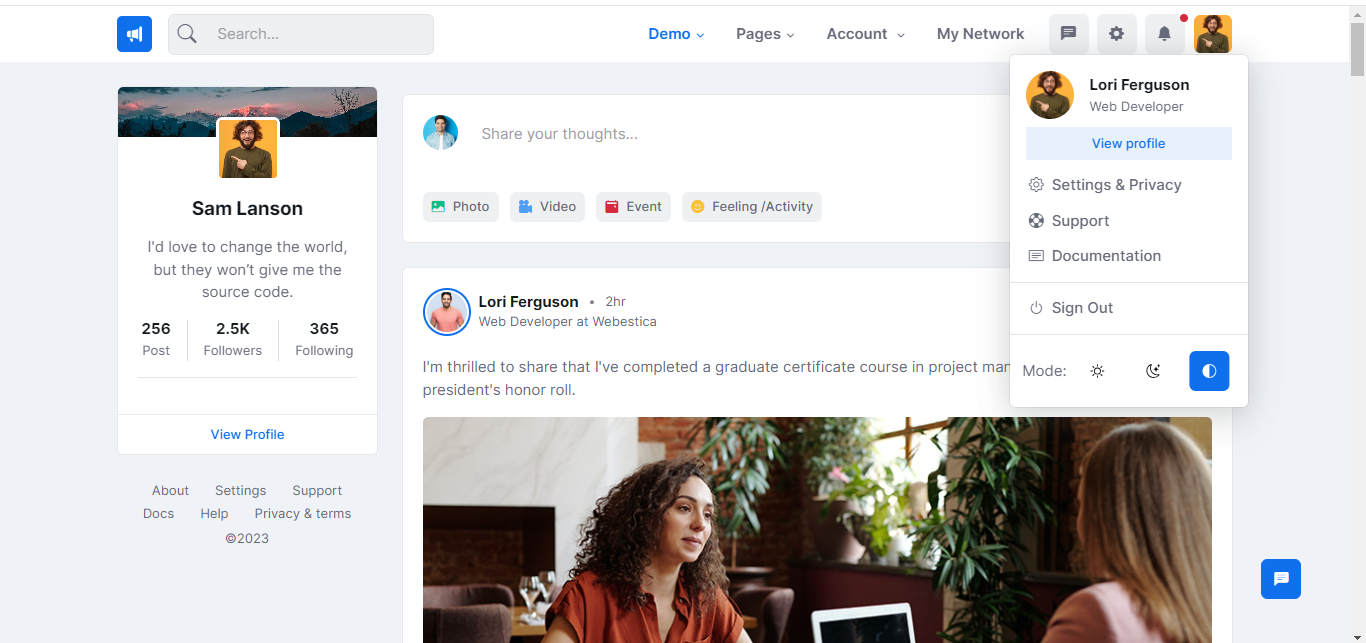 Search...
Demo
Pages
Account
My Network
Lori Ferguson
Web Developer
View profile
Settings & Privacy
Support
Documentation
Sign Out
Mode:
Sam Lanson
I'd love to change the world,
but they won’t give me the
source code.
256 2.5K 365
Post Followers Following
View Profile
About Settings Support
Docs Help Privacy & terms
©2023
Share your thoughts...
Photo
Video
Event
Feeling /Activity
Lori Ferguson • 2hr
Web Developer at Webestica
I'm thrilled to share that I've completed a graduate certificate course in project
president's honor roll.